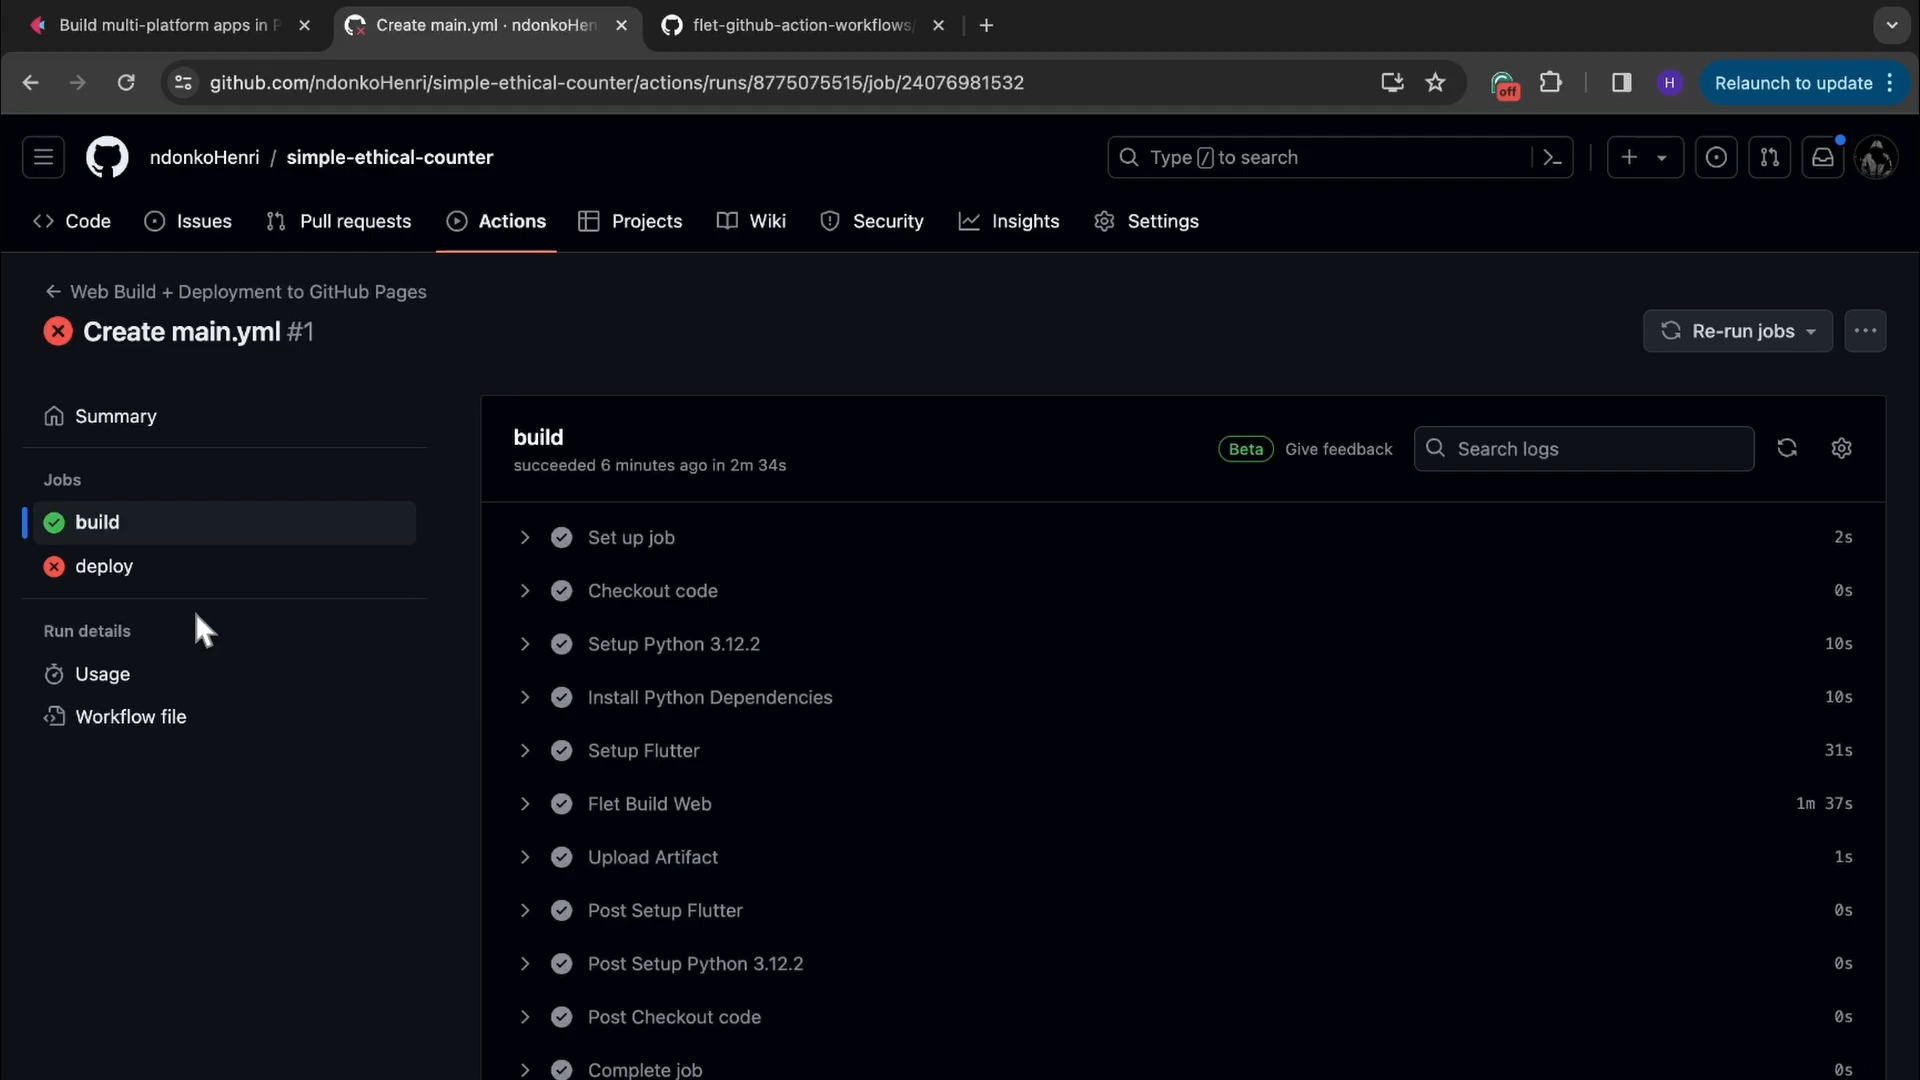 Build multi-platform apps in P
Create main.yml · ndonkoHen
flet-github-action-workflows/
github.com/ndonkoHenri/simple-ethical-counter/actions/runs/8775075515/job/24076981532
off
H
Relaunch to update
ndonkoHenri / simple-ethical-counter
Type / to search
Code
Issues
Pull requests
Actions
Projects
Wiki
Security
Insights
Settings
Web Build + Deployment to GitHub Pages
Create main.yml #1
Re-run jobs
Summary
Jobs
build
deploy
Run details
Usage
Workflow file
build
succeeded 6 minutes ago in 2m 34s
Beta
Give feedback
Search logs
Set up job 2s
Checkout code 0s
Setup Python 3.12.2 10s
Install Python Dependencies 10s
Setup Flutter 31s
Flet Build Web 1m 37s
Upload Artifact 1s
Post Setup Flutter 0s
Post Setup Python 3.12.2 0s
Post Checkout code 0s
Complete job 0s